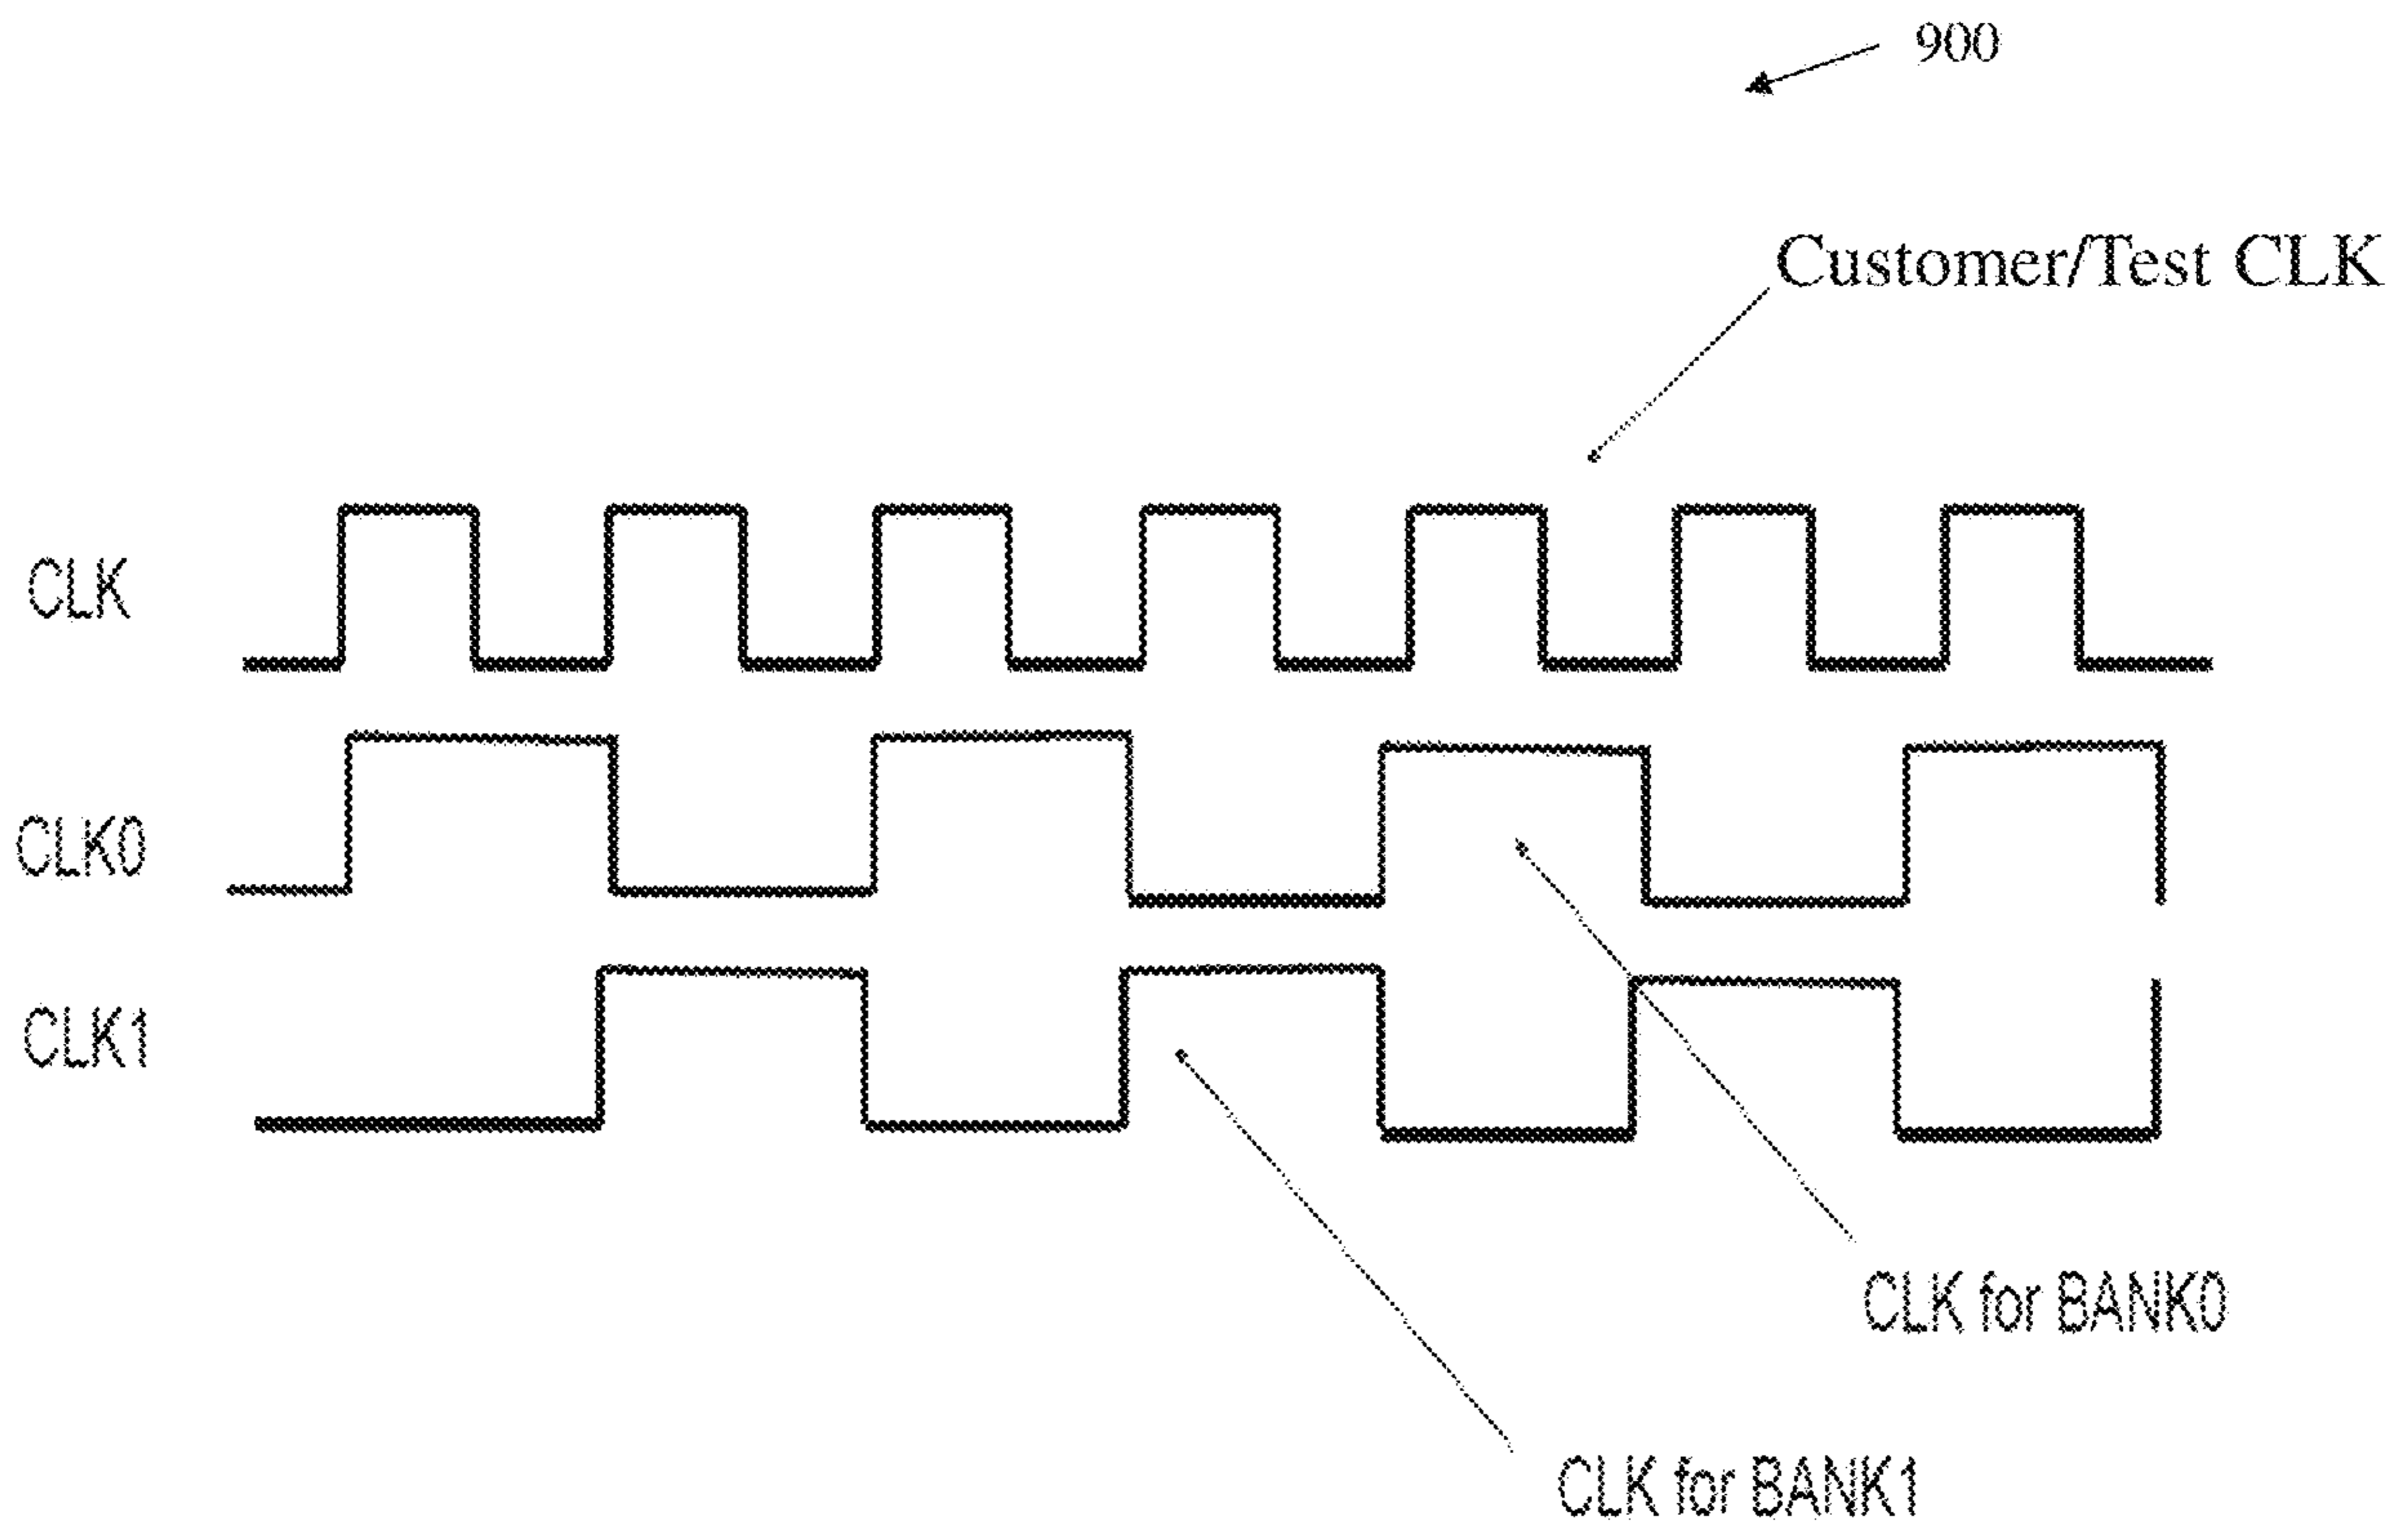 900
Customer/Test CLK
CLK
CLK0
CLK1
CLK for BANK0
CLK for BANK1